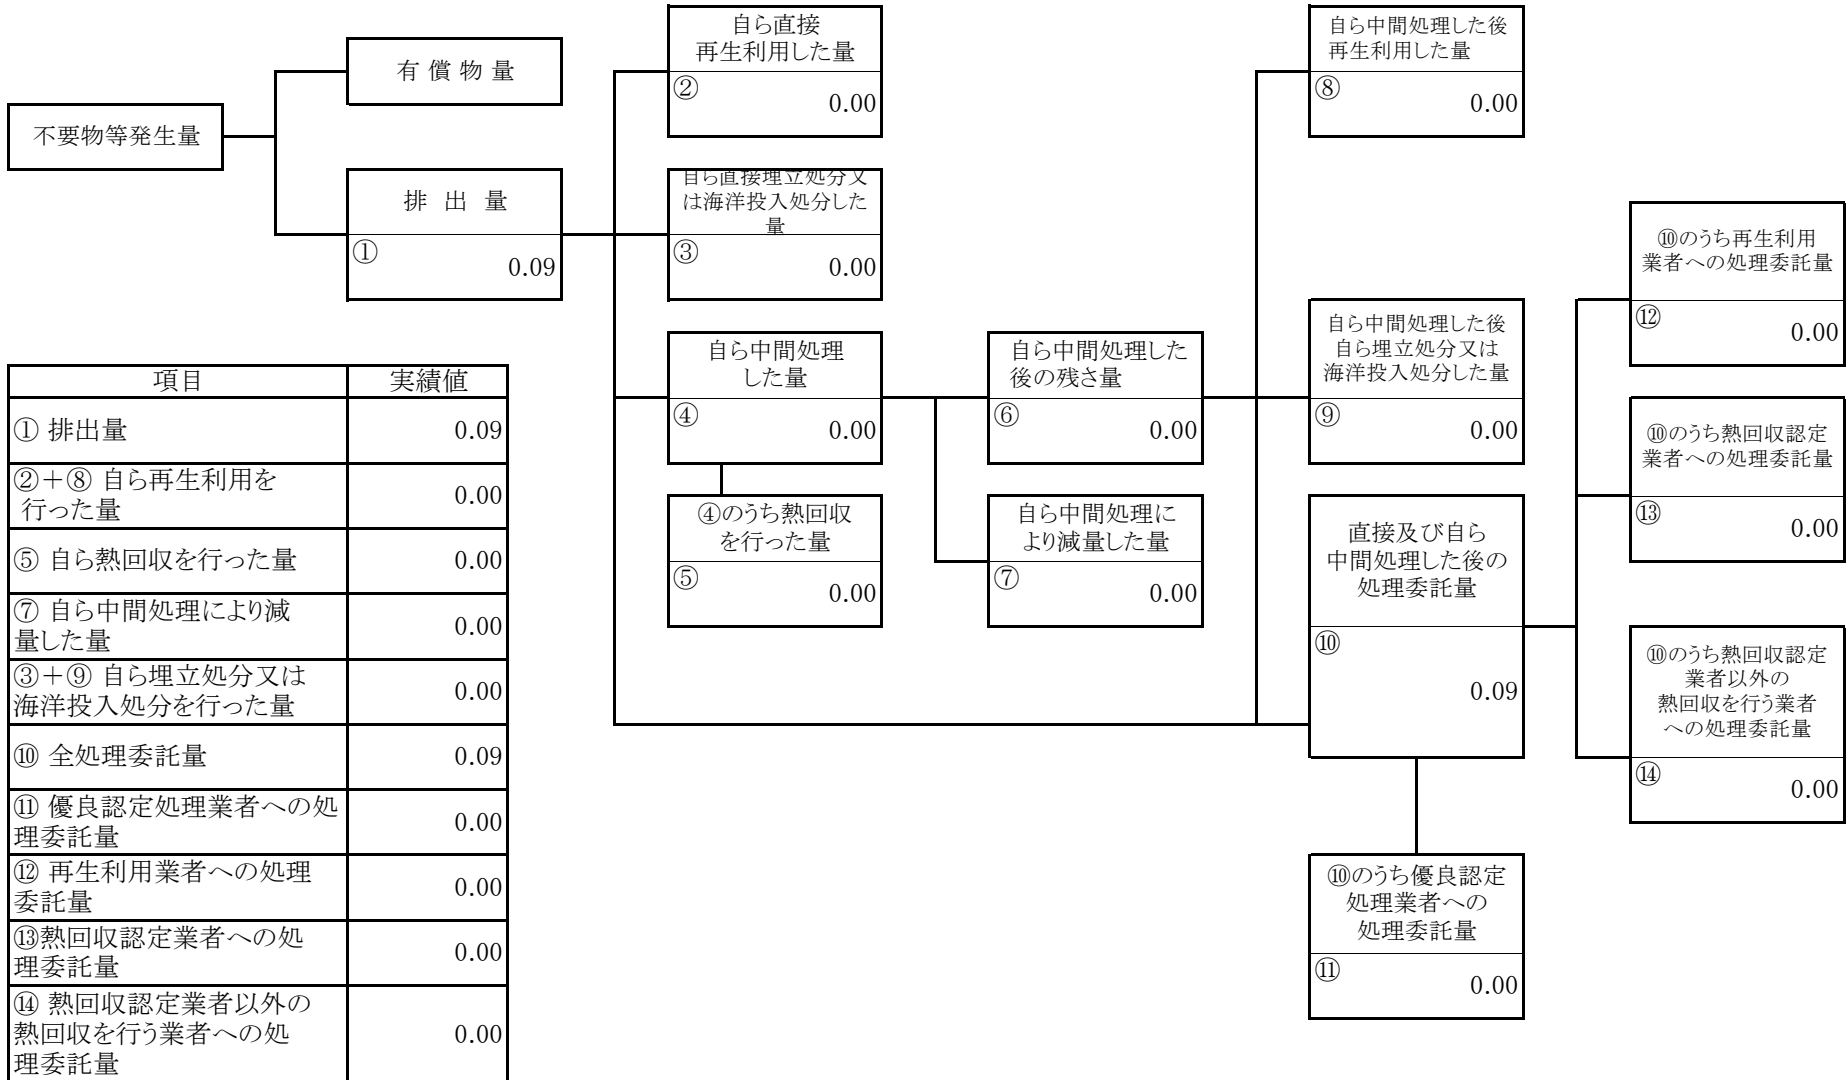 不要物等発生量
有 償 物 量
排 出 量
①
0.09
自ら直接
再生利用した量
②
0.00
自ら直接埋立処分又
は海洋投入処分した
量
③
0.00
自ら中間処理
した量
④
0.00
④のうち熱回収
を行った量
⑤
0.00
自ら中間処理した
後の残さ量
⑥
0.00
自ら中間処理に
より減量した量
⑦
0.00
自ら中間処理した後
再生利用した量
⑧
0.00
自ら中間処理した後
自ら埋立処分又は
海洋投入処分した量
⑨
0.00
直接及び自ら
中間処理した後の
処理委託量
⑩
0.09
⑩のうち優良認定
処理業者への
処理委託量
⑪
0.00
⑩のうち再生利用
業者への処理委託量
⑫
0.00
⑩のうち熱回収認定
業者への処理委託量
⑬
0.00
⑩のうち熱回収認定
業者以外の
熱回収を行う業者
への処理委託量
⑭
0.00
項目 実績値
① 排出量 0.09
②＋⑧ 自ら再生利用を
行った量 0.00
⑤ 自ら熱回収を行った量 0.00
⑦ 自ら中間処理により減
量した量 0.00
③＋⑨ 自ら埋立処分又は
海洋投入処分を行った量 0.00
⑩ 全処理委託量 0.09
⑪ 優良認定処理業者への処
理委託量 0.00
⑫ 再生利用業者への処理
委託量 0.00
⑬熱回収認定業者への処
理委託量 0.00
⑭ 熱回収認定業者以外の
熱回収を行う業者への処
理委託量 0.00